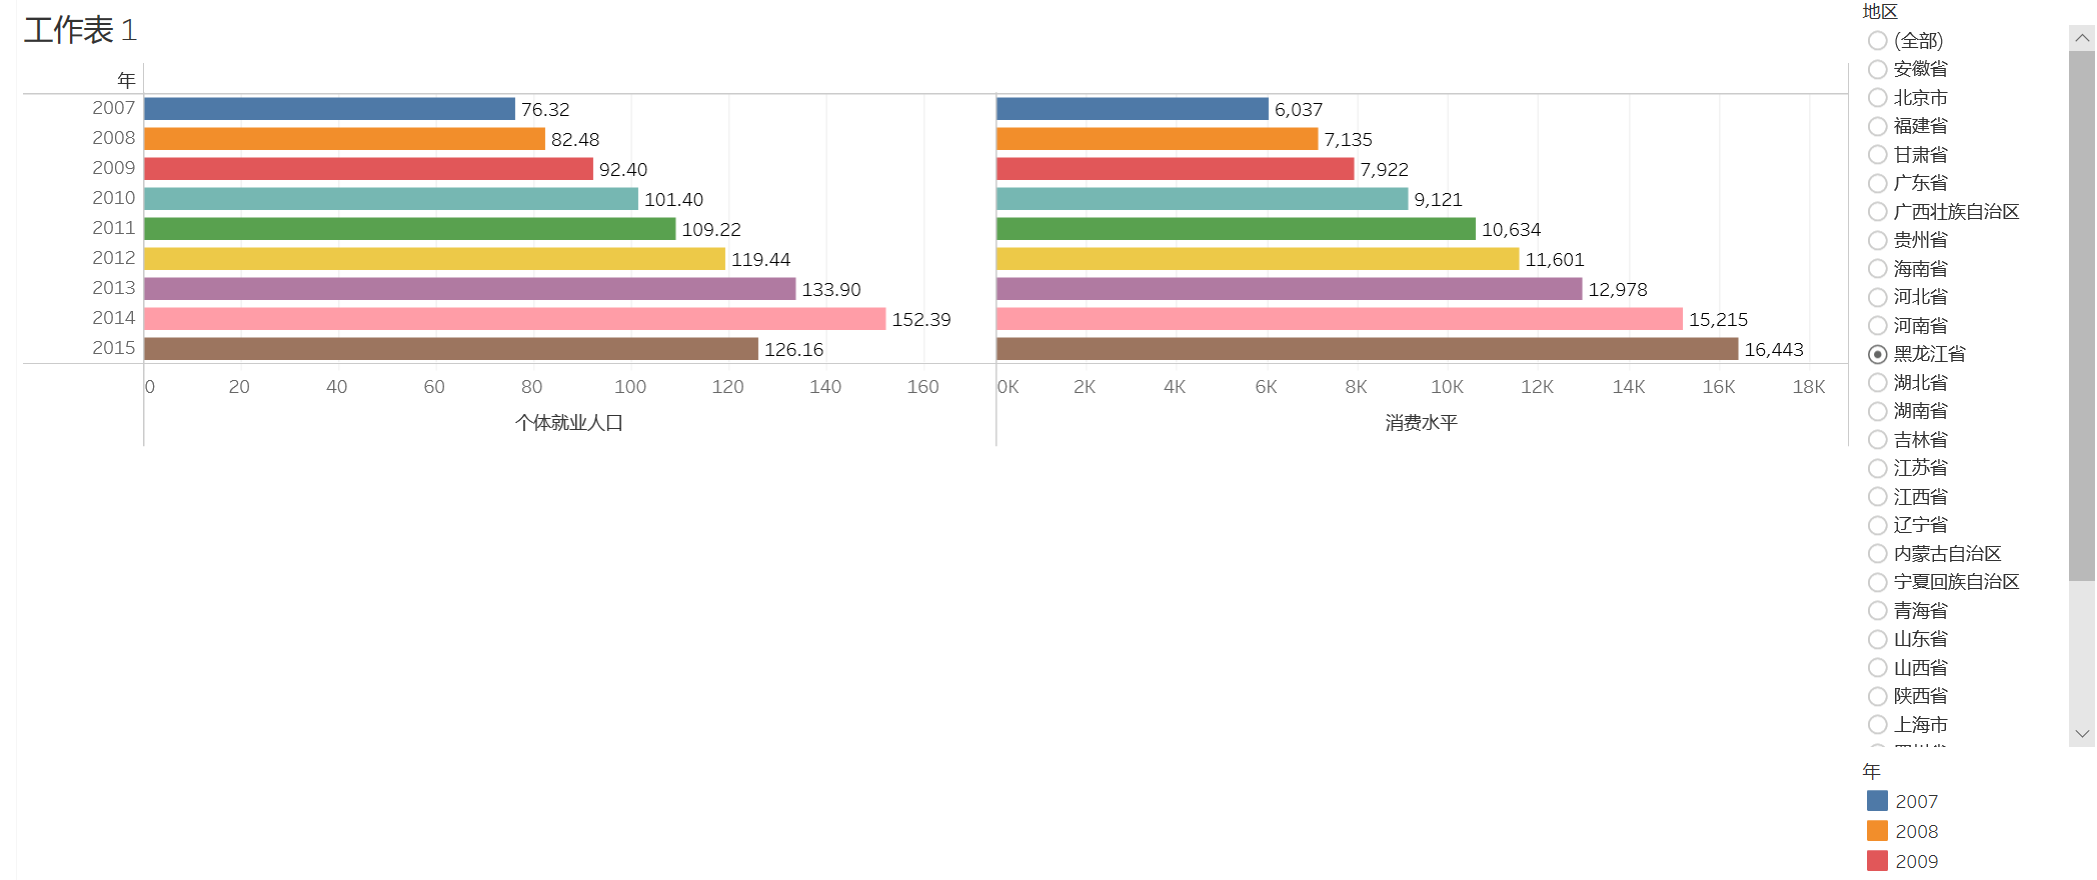 工作表 1
年
2007 76.32 6,037
2008 82.48 7,135
2009 92.40 7,922
2010 101.40 9,121
2011 109.22 10,634
2012 119.44 11,601
2013 133.90 12,978
2014 152.39 15,215
2015 126.16 16,443
0 20 40 60 80 100 120 140 160 0K 2K 4K 6K 8K 10K 12K 14K 16K 18K
个体就业人口 消费水平
地区
(全部)
安徽省
北京市
福建省
甘肃省
广东省
广西壮族自治区
贵州省
海南省
河北省
河南省
黑龙江省
湖北省
湖南省
吉林省
江苏省
江西省
辽宁省
内蒙古自治区
宁夏回族自治区
青海省
山东省
山西省
陕西省
上海市
年
2007
2008
2009